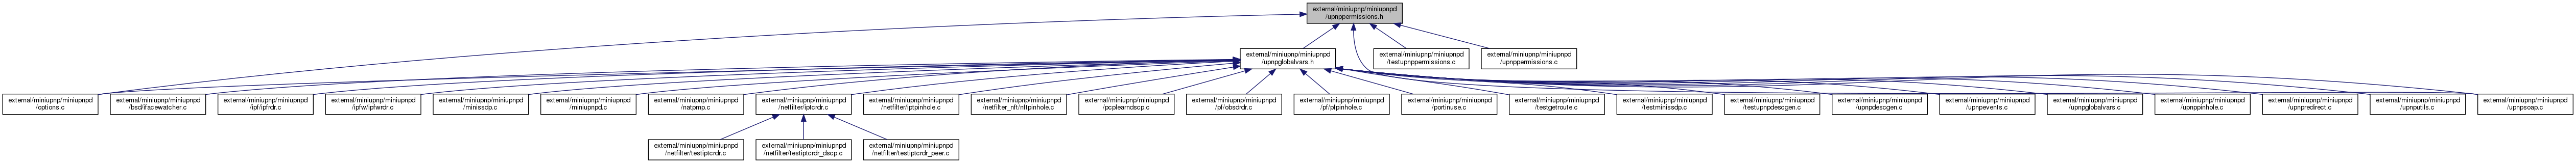 external/miniupnp/miniupnpd
/upnppermissions.h
external/miniupnp/miniupnpd
/upnpglobalvars.h
external/miniupnp/miniupnpd
/testupnppermissions.c
external/miniupnp/miniupnpd
/upnppermissions.c
external/miniupnp/miniupnpd
/options.c
external/miniupnp/miniupnpd
/bsd/ifacewatcher.c
external/miniupnp/miniupnpd
/ipf/ipfrdr.c
external/miniupnp/miniupnpd
/ipfw/ipfwrdr.c
external/miniupnp/miniupnpd
/minissdp.c
external/miniupnp/miniupnpd
/miniupnpd.c
external/miniupnp/miniupnpd
/natpmp.c
external/miniupnp/miniupnpd
/netfilter/iptcrdr.c
external/miniupnp/miniupnpd
/netfilter/iptpinhole.c
external/miniupnp/miniupnpd
/netfilter_nft/nftpinhole.c
external/miniupnp/miniupnpd
/pcplearndscp.c
external/miniupnp/miniupnpd
/pf/obsdrdr.c
external/miniupnp/miniupnpd
/pf/pfpinhole.c
external/miniupnp/miniupnpd
/portinuse.c
external/miniupnp/miniupnpd
/testgetroute.c
external/miniupnp/miniupnpd
/testminissdp.c
external/miniupnp/miniupnpd
/testupnpdescgen.c
external/miniupnp/miniupnpd
/upnpdescgen.c
external/miniupnp/miniupnpd
/upnpevents.c
external/miniupnp/miniupnpd
/upnpglobalvars.c
external/miniupnp/miniupnpd
/upnppinhole.c
external/miniupnp/miniupnpd
/upnpredirect.c
external/miniupnp/miniupnpd
/upnputils.c
external/miniupnp/miniupnpd
/upnpsoap.c
external/miniupnp/miniupnpd
/netfilter/testiptcrdr.c
external/miniupnp/miniupnpd
/netfilter/testiptcrdr_dscp.c
external/miniupnp/miniupnpd
/netfilter/testiptcrdr_peer.c